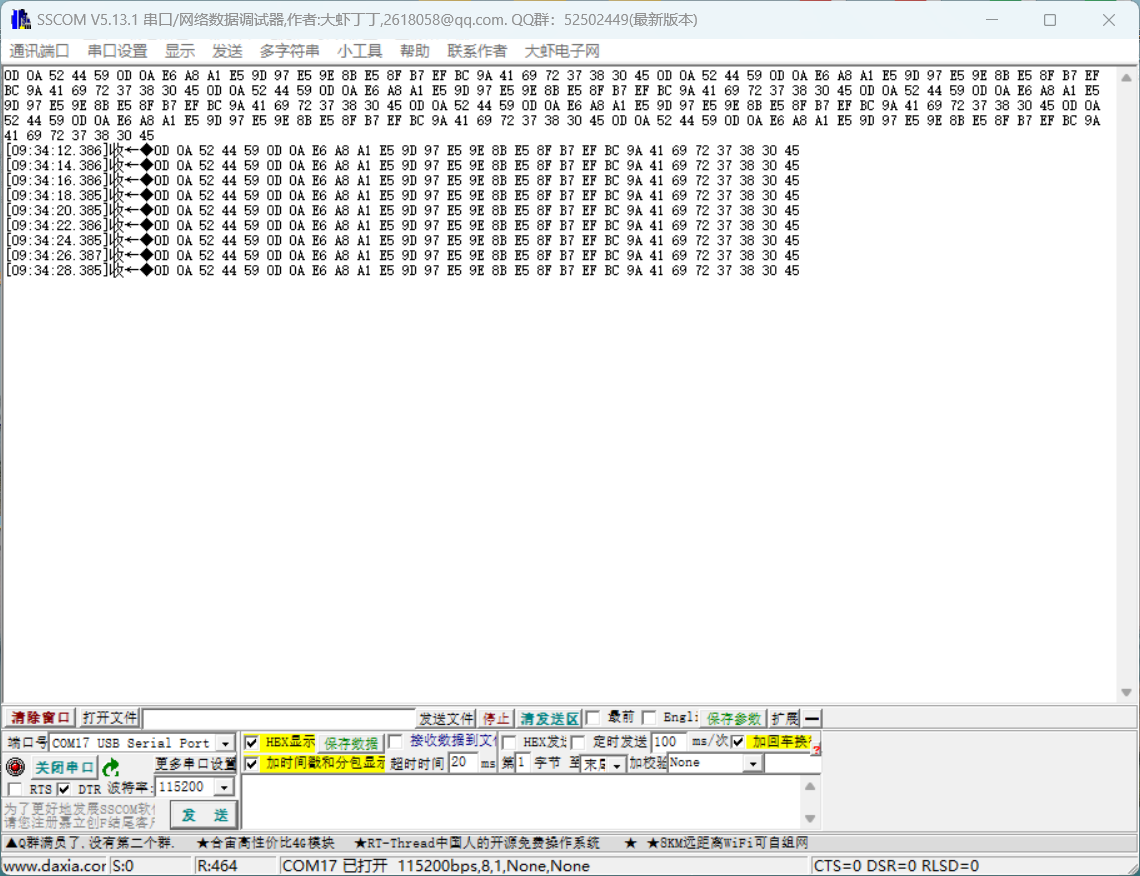 SSCOM V5.13.1 串口/网络数据调试器,作者:大虾丁丁,2618058@qq.com. QQ群: 52502449(最新版本)
通讯端口 串口设置 显示 发送 多字符串 小工具 帮助 联系作者 大虾电子网
0D 0A 52 44 59 0D 0A E6 A8 A1 E5 9D 97 E5 9E 8B E5 8F B7 EF BC 9A 41 69 72 37 38 30 45 0D 0A 52 44 59 0D 0A E6 A8 A1 E5 9D 97 E5 9E 8B E5 8F B7 EF
BC 9A 41 69 72 37 38 30 45 0D 0A 52 44 59 0D 0A E6 A8 A1 E5 9D 97 E5 9E 8B E5 8F B7 EF BC 9A 41 69 72 37 38 30 45 0D 0A 52 44 59 0D 0A E6 A8 A1 E5
9D 97 E5 9E 8B E5 8F B7 EF BC 9A 41 69 72 37 38 30 45 0D 0A 52 44 59 0D 0A E6 A8 A1 E5 9D 97 E5 9E 8B E5 8F B7 EF BC 9A 41 69 72 37 38 30 45 0D 0A
52 44 59 0D 0A E6 A8 A1 E5 9D 97 E5 9E 8B E5 8F B7 EF BC 9A 41 69 72 37 38 30 45 0D 0A 52 44 59 0D 0A E6 A8 A1 E5 9D 97 E5 9E 8B E5 8F B7 EF BC 9A
41 69 72 37 38 30 45
[09:34:12.386]收←◆0D 0A 52 44 59 0D 0A E6 A8 A1 E5 9D 97 E5 9E 8B E5 8F B7 EF BC 9A 41 69 72 37 38 30 45
[09:34:14.386]收←◆0D 0A 52 44 59 0D 0A E6 A8 A1 E5 9D 97 E5 9E 8B E5 8F B7 EF BC 9A 41 69 72 37 38 30 45
[09:34:16.386]收←◆0D 0A 52 44 59 0D 0A E6 A8 A1 E5 9D 97 E5 9E 8B E5 8F B7 EF BC 9A 41 69 72 37 38 30 45
[09:34:18.385]收←◆0D 0A 52 44 59 0D 0A E6 A8 A1 E5 9D 97 E5 9E 8B E5 8F B7 EF BC 9A 41 69 72 37 38 30 45
[09:34:20.385]收←◆0D 0A 52 44 59 0D 0A E6 A8 A1 E5 9D 97 E5 9E 8B E5 8F B7 EF BC 9A 41 69 72 37 38 30 45
[09:34:22.386]收←◆0D 0A 52 44 59 0D 0A E6 A8 A1 E5 9D 97 E5 9E 8B E5 8F B7 EF BC 9A 41 69 72 37 38 30 45
[09:34:24.385]收←◆0D 0A 52 44 59 0D 0A E6 A8 A1 E5 9D 97 E5 9E 8B E5 8F B7 EF BC 9A 41 69 72 37 38 30 45
[09:34:26.387]收←◆0D 0A 52 44 59 0D 0A E6 A8 A1 E5 9D 97 E5 9E 8B E5 8F B7 EF BC 9A 41 69 72 37 38 30 45
[09:34:28.385]收←◆0D 0A 52 44 59 0D 0A E6 A8 A1 E5 9D 97 E5 9E 8B E5 8F B7 EF BC 9A 41 69 72 37 38 30 45
清除窗口 打开文件 发送文件 停止 清发送区 最前 Engli 保存参数 扩展 —
端口号 COM17 USB Serial Port HEX显示 保存数据 接收数据到文件 HEX发送 定时发送 100 ms/次 加回车换行
关闭串口 更多串口设置 加时间戳和分包显示 超时时间 20 ms 第1 字节 至 末尾 加校验 None
RTS DTR 波特率: 115200
为了更好地发展SSCOM软件
请您注册嘉立创F结尾客户
发 送
▲Q群满员了,没有第二个群. ★合宙高性价比4G模块 ★RT-Thread中国人的开源免费操作系统 ★ ★8KM远距离WiFi可自组网
www.daxia.cor S:0 R:464 COM17 已打开 115200bps,8,1,None,None CTS=0 DSR=0 RLSD=0